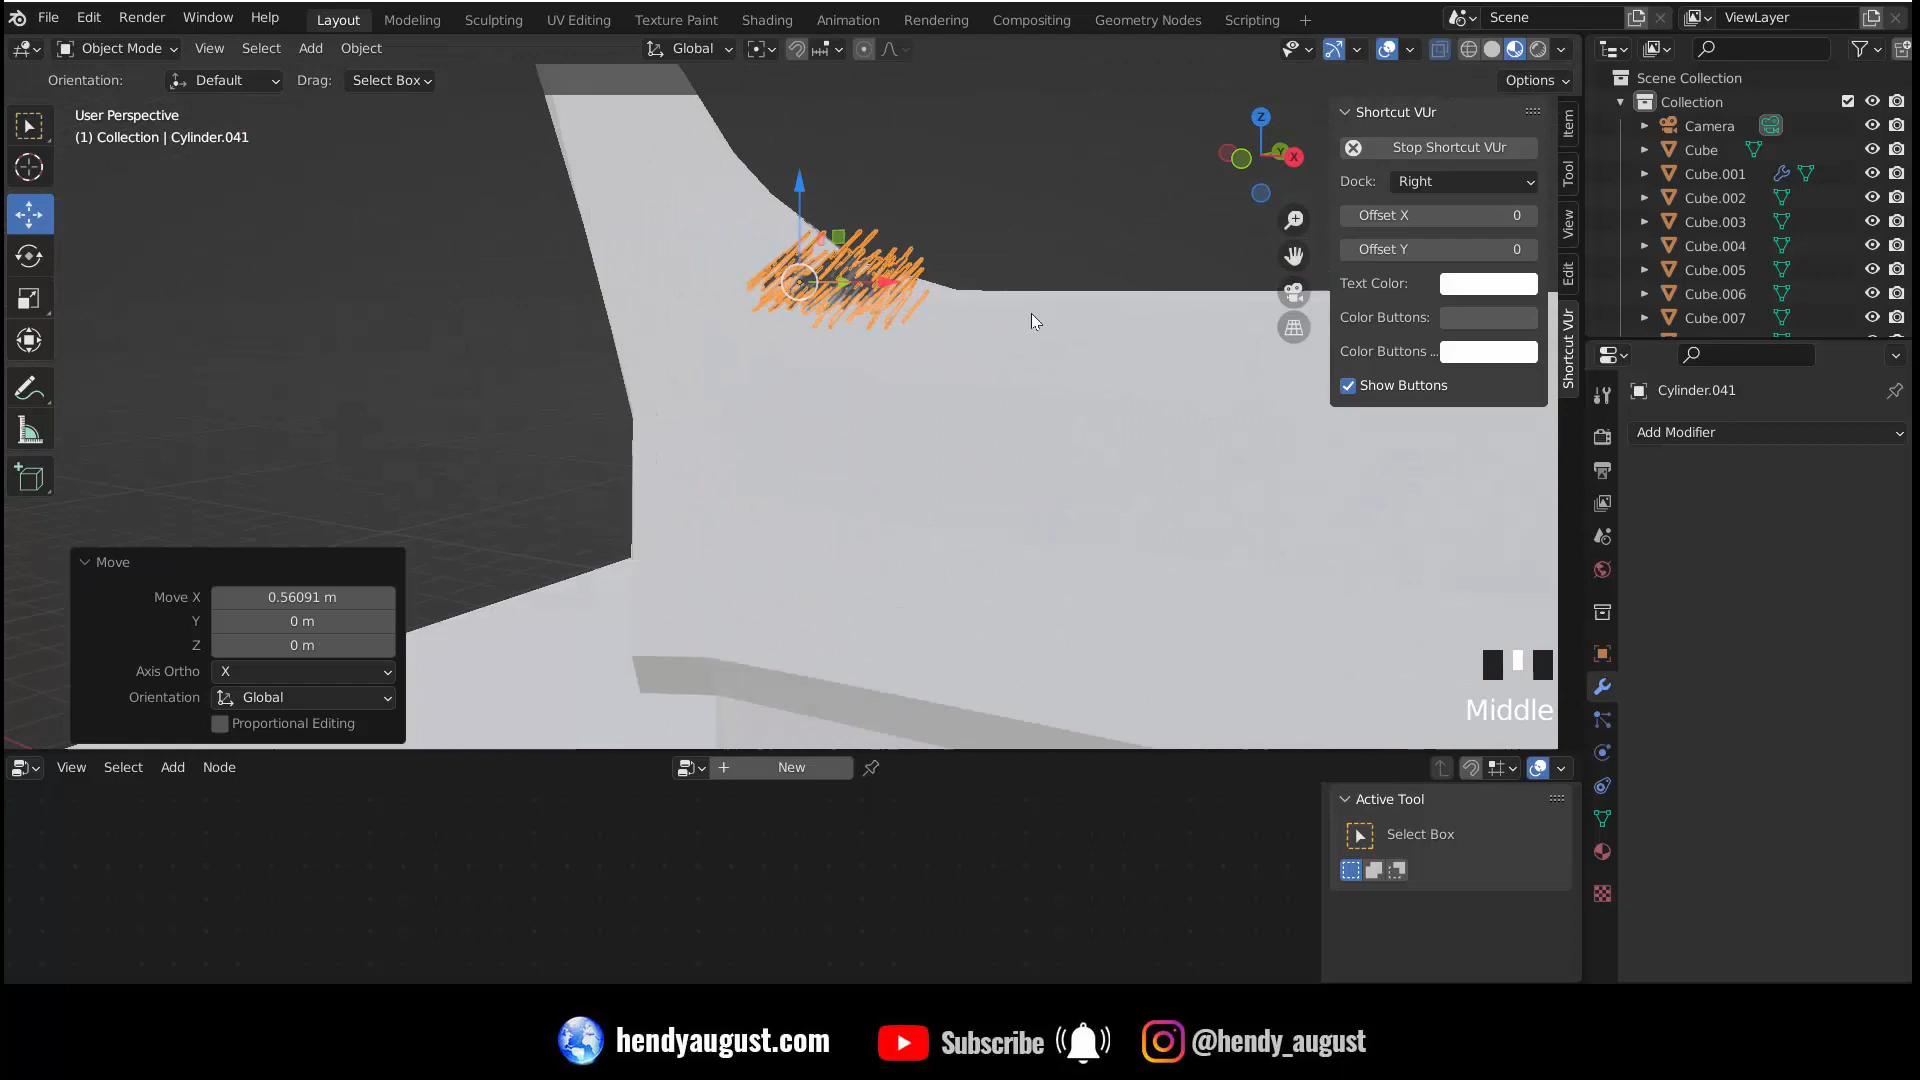 File Edit Render Window Help Layout Modeling Sculpting UV Editing Texture Paint Shading Animation Rendering Compositing Geometry Nodes Scripting + Scene ViewLayer
Object Mode View Select Add Object Global
Orientation: Default Drag: Select Box Options
User Perspective
(1) Collection | Cylinder.041
Z
Y
X
Shortcut VUr
Stop Shortcut VUr
Dock: Right
Offset X 0
Offset Y 0
Text Color:
Color Buttons:
Color Buttons ...
Show Buttons
Item
Tool
View
Edit
Shortcut VUr
Scene Collection
Collection
Camera
Cube
Cube.001
Cube.002
Cube.003
Cube.004
Cube.005
Cube.006
Cube.007
Cylinder.041
Add Modifier
Move
Move X 0.56091 m
Y 0 m
Z 0 m
Axis Ortho X
Orientation Global
Proportional Editing
Middle
View Select Add Node New
Active Tool
Select Box
hendyaugust.com Subscribe @hendy_august